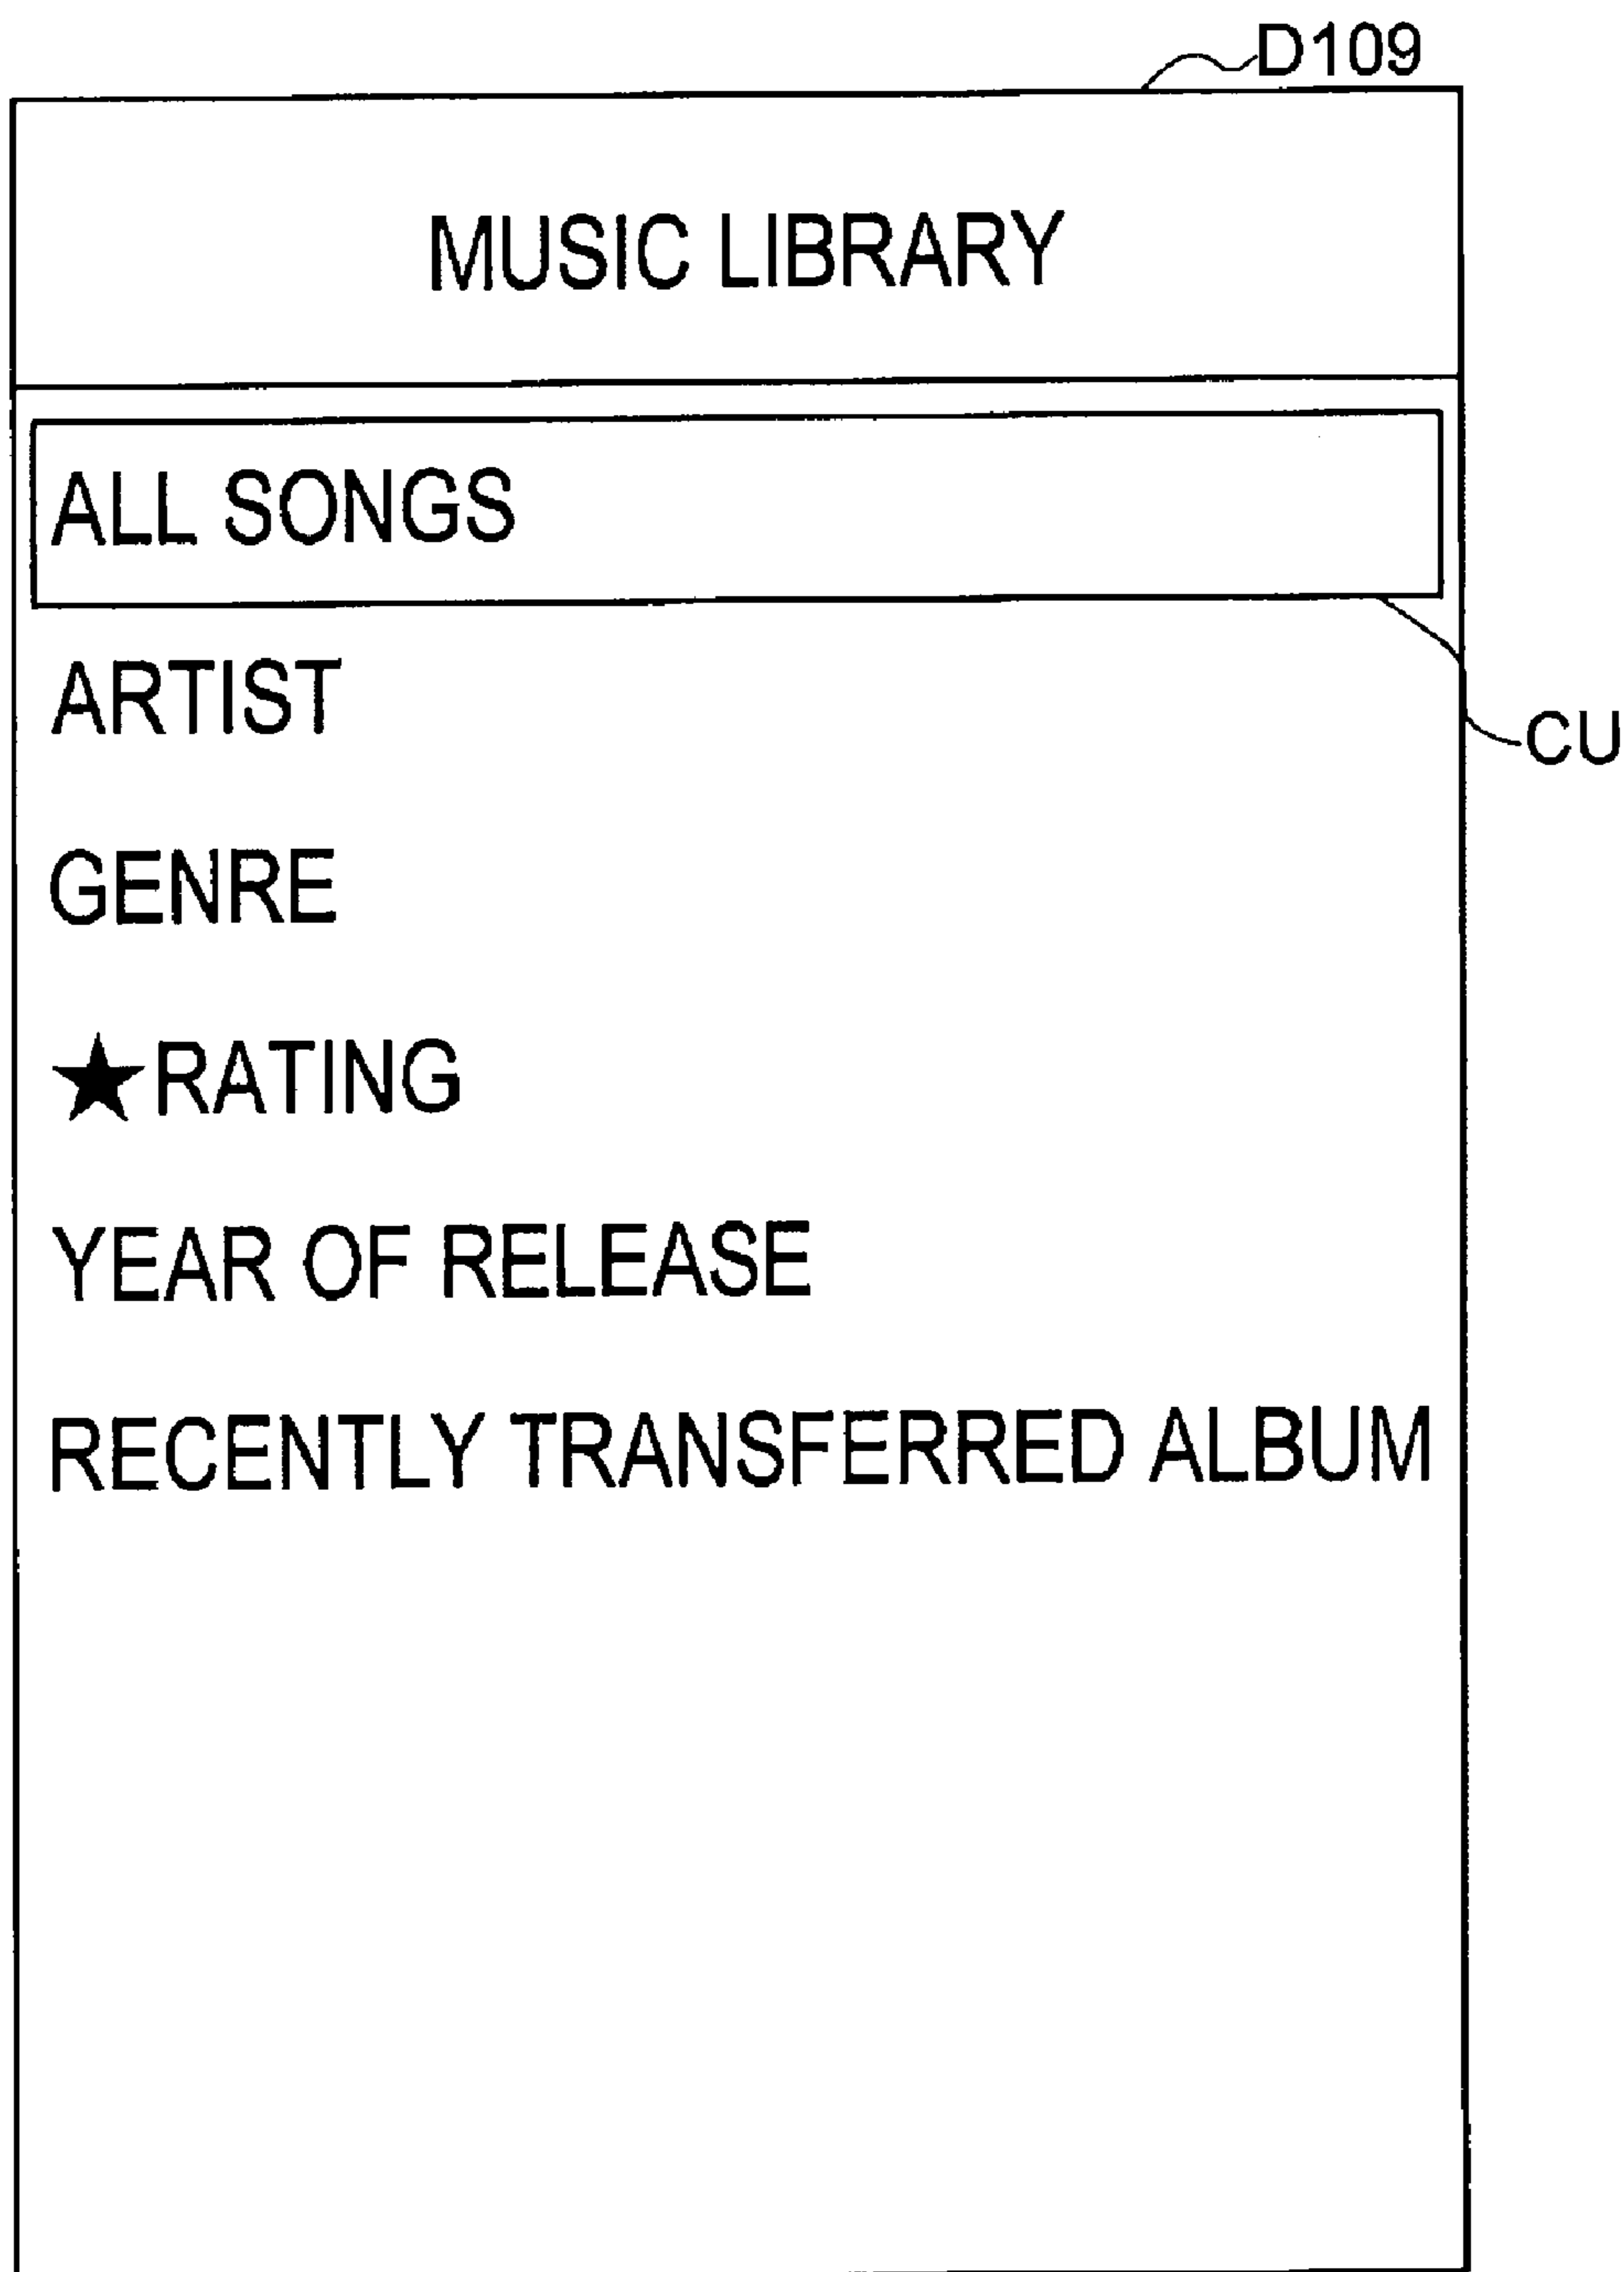 D109
MUSIC LIBRARY
ALL SONGS
ARTIST
CU
GENRE
★RATING
YEAR OF RELEASE
RECENTLY TRANSFERRED ALBUM